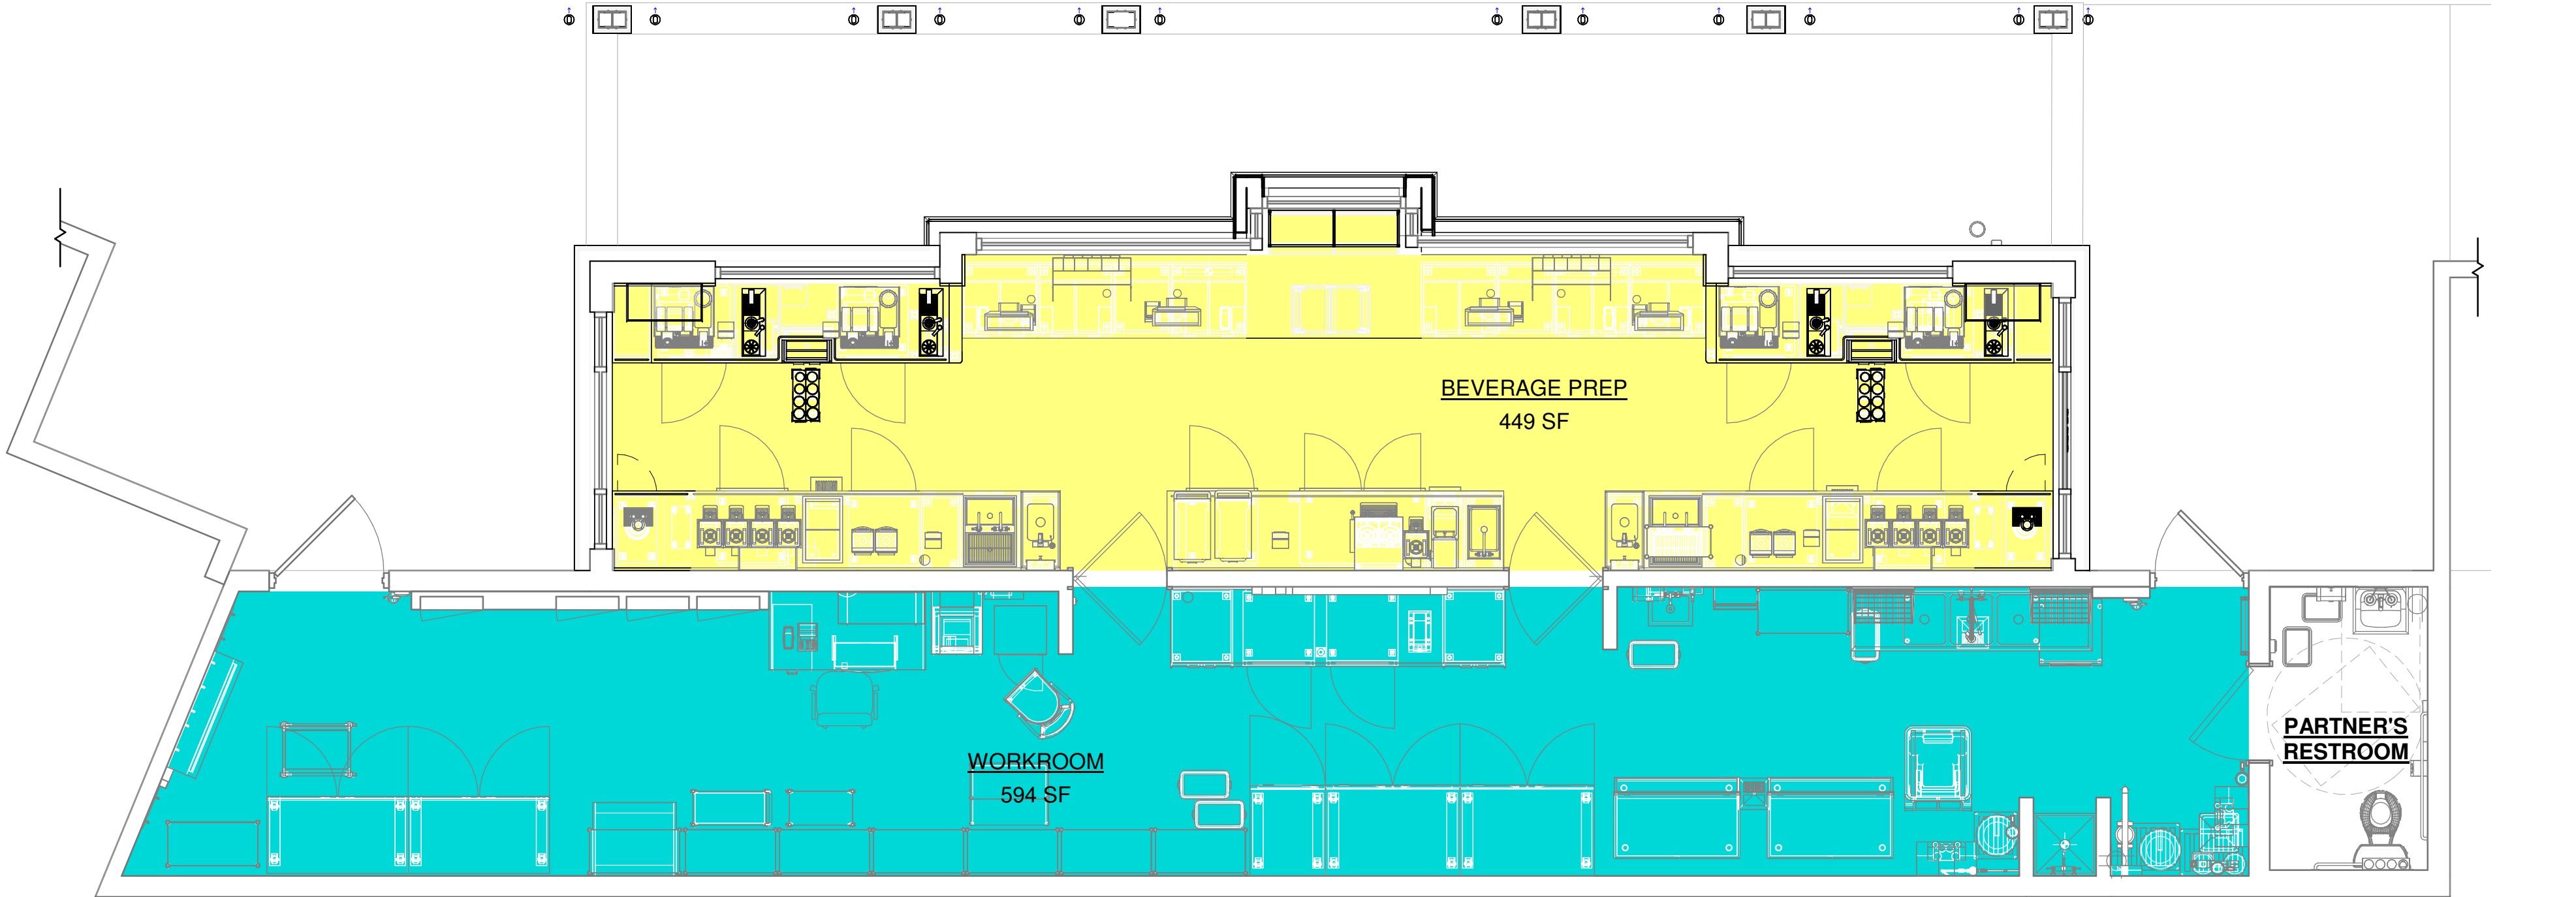 BEVERAGE PREP
449 SF
WORKROOM
594 SF
PARTNER'S
RESTROOM